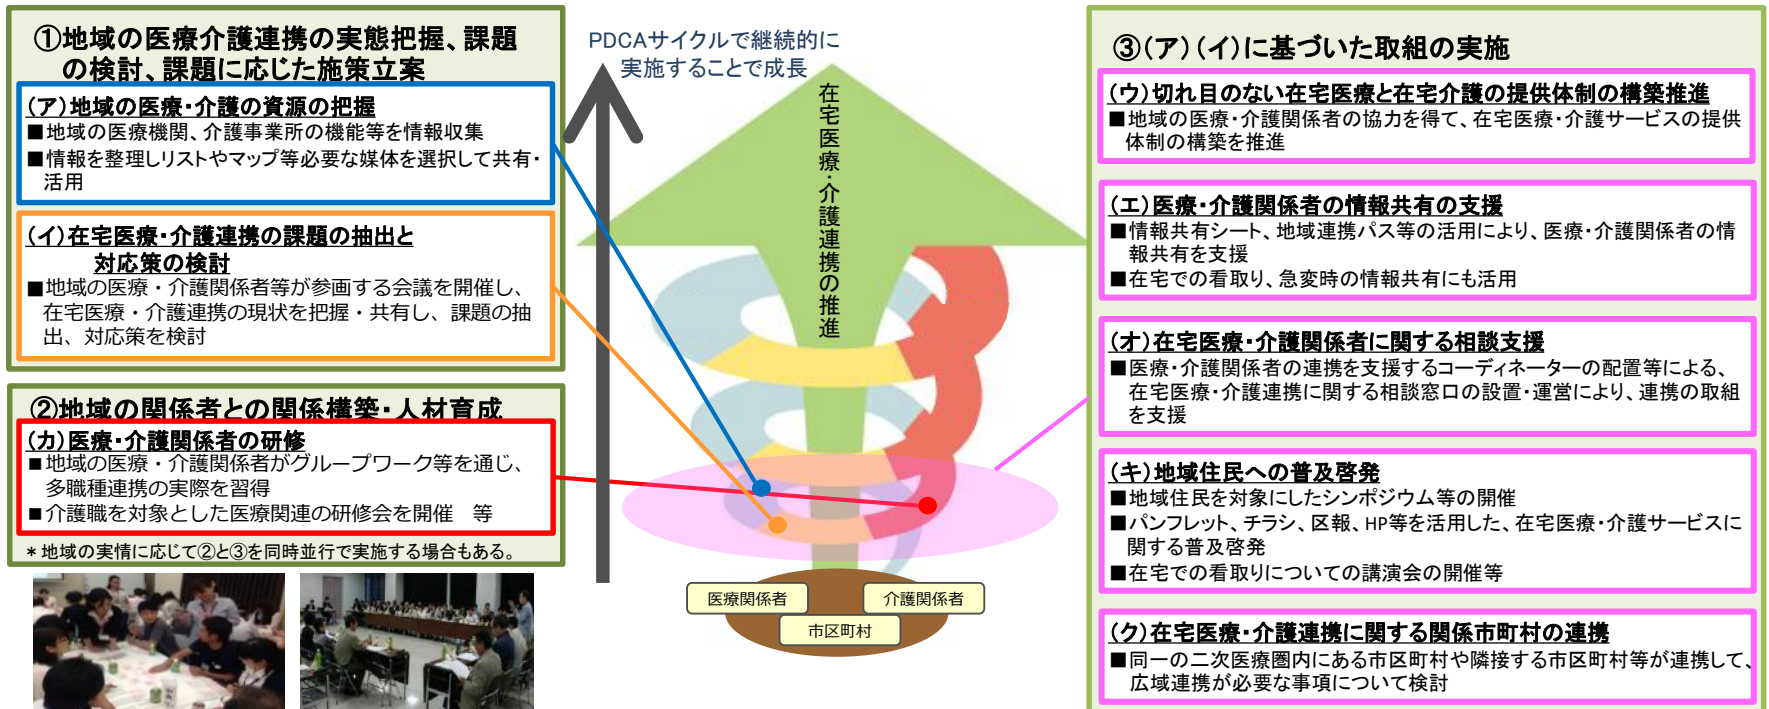 ①地域の医療介護連携の実態把握、課題
の検討、課題に応じた施策立案
(ア)地域の医療・介護の資源の把握
■地域の医療機関、介護事業所の機能等を情報収集
■情報を整理しリストやマップ等必要な媒体を選択して共有・
活用
(イ)在宅医療・介護連携の課題の抽出と
対応策の検討
■地域の医療・介護関係者等が参画する会議を開催し、
在宅医療・介護連携の現状を把握・共有し、課題の抽
出、対応策を検討
②地域の関係者との関係構築・人材育成
(カ)医療・介護関係者の研修
■地域の医療・介護関係者がグループワーク等を通じ、
多職種連携の実際を習得
■介護職を対象とした医療関連の研修会を開催 等
*地域の実情に応じて②と③を同時並行で実施する場合もある。
PDCAサイクルで継続的に
実施することで成長
在宅医療・介護連携の推進
医療関係者
介護関係者
市区町村
③(ア)(イ)に基づいた取組の実施
(ウ)切れ目のない在宅医療と在宅介護の提供体制の構築推進
■地域の医療・介護関係者の協力を得て、在宅医療・介護サービスの提供
体制の構築を推進
(エ)医療・介護関係者の情報共有の支援
■情報共有シート、地域連携パス等の活用により、医療・介護関係者の情
報共有を支援
■在宅での看取り、急変時の情報共有にも活用
(オ)在宅医療・介護関係者に関する相談支援
■医療・介護関係者の連携を支援するコーディネーターの配置等による、
在宅医療・介護連携に関する相談窓口の設置・運営により、連携の取組
を支援
(キ)地域住民への普及啓発
■地域住民を対象にしたシンポジウム等の開催
■パンフレット、チラシ、区報、HP等を活用した、在宅医療・介護サービスに
関する普及啓発
■在宅での看取りについての講演会の開催等
(ク)在宅医療・介護連携に関する関係市町村の連携
■同一の二次医療圏内にある市区町村や隣接する市区町村等が連携して、
広域連携が必要な事項について検討